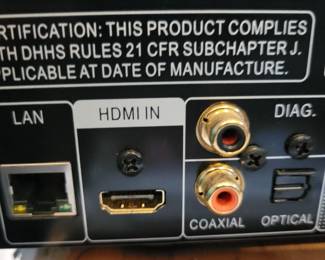 ERTIFICATION: THIS PRODUCT COMPLIES
TH DHHS RULES 21 CFR SUBCHAPTER J.
APPLICABLE AT DATE OF MANUFACTURE.
LAN
HDMI IN
DIAG.
COAXIAL
OPTICAL